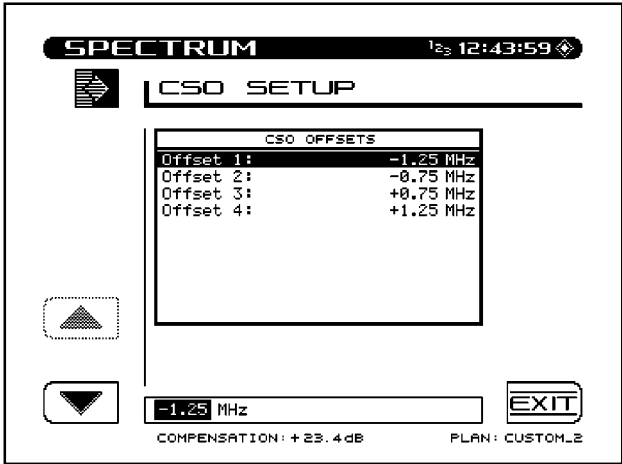 SPECTRUM 123 12:43:59
CSO SETUP
CSO OFFSETS
Offset 1: -1.25 MHz
Offset 2: -0.75 MHz
Offset 3: +0.75 MHz
Offset 4: +1.25 MHz
-1.25 MHz
EXIT
COMPENSATION:+23.4dB PLAN: CUSTOM_2